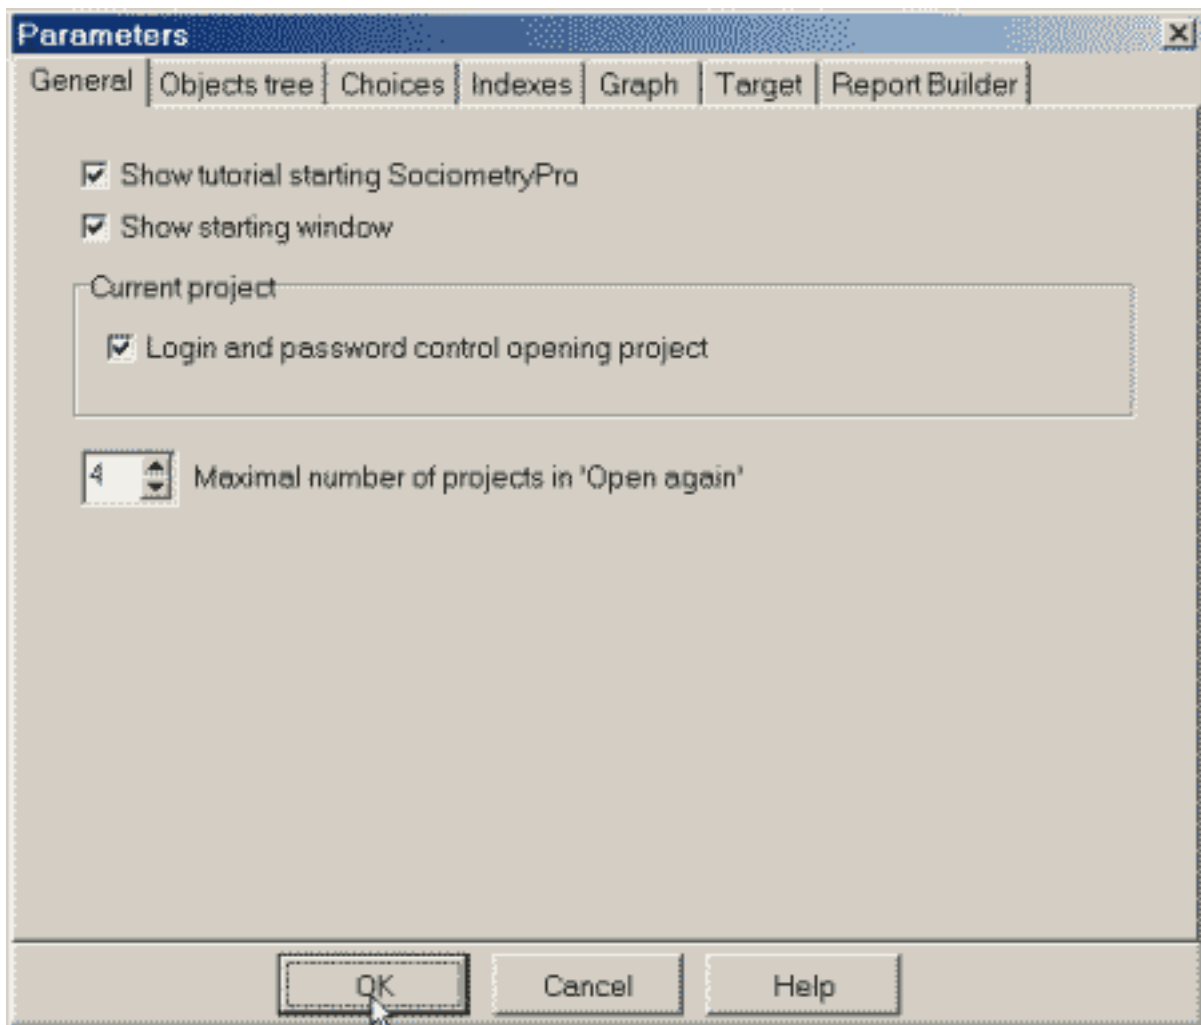 Parameters
General Objects tree Choices Indexes Graph Target Report Builder
Show tutorial starting SociometryPro
Show starting window
Current project
Login and password control opening project
4 Maximal number of projects in 'Open again'
OK Cancel Help